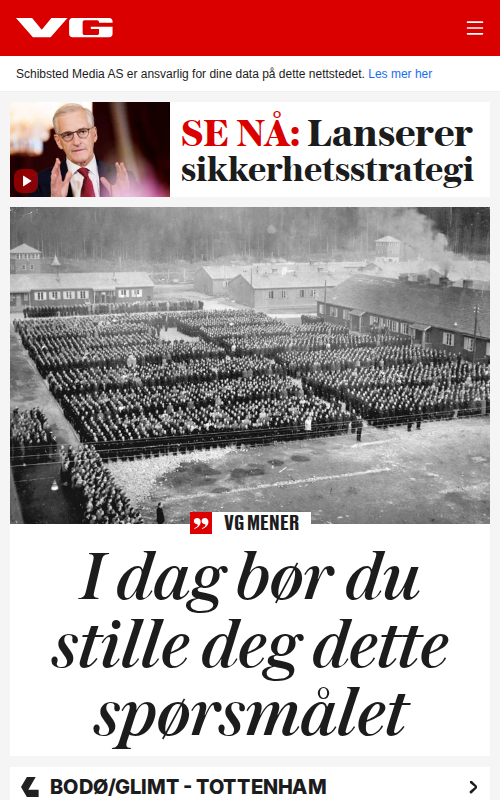 VG
Schibsted Media AS er ansvarlig for dine data på dette nettstedet. Les mer her
SE NÅ: Lanserer
sikkerhetsstrategi
VG MENER
I dag bør du
stille deg dette
spørsmålet
BODØ/GLIMT - TOTTENHAM